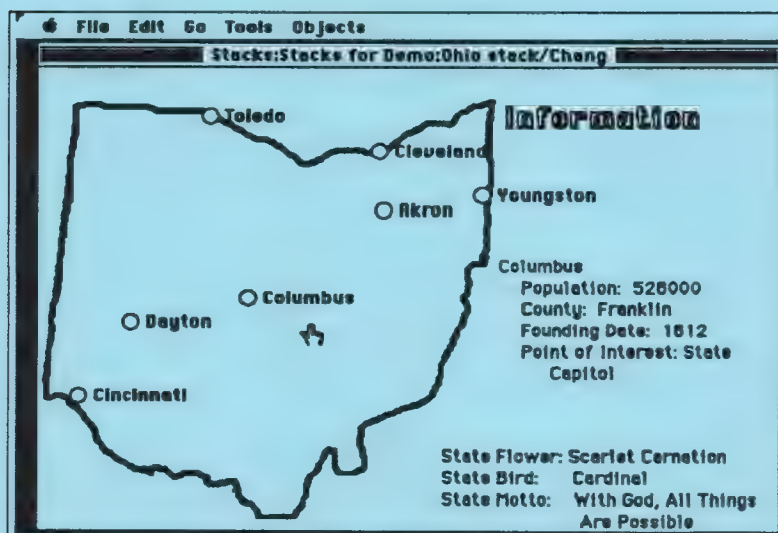 File Edit Go Tools Objects
Stacks:Stacks for Demo:Ohio stack/Chang
Toledo
Information
Cleveland
Youngston
Akron
Columbus
Columbus
Population: 526000
County: Franklin
Founding Date: 1812
Point of Interest: State
Capitol
Dayton
Cincinnati
State Flower: Scarlet Carnation
State Bird: Cardinal
State Motto: With God, All Things
Are Possible